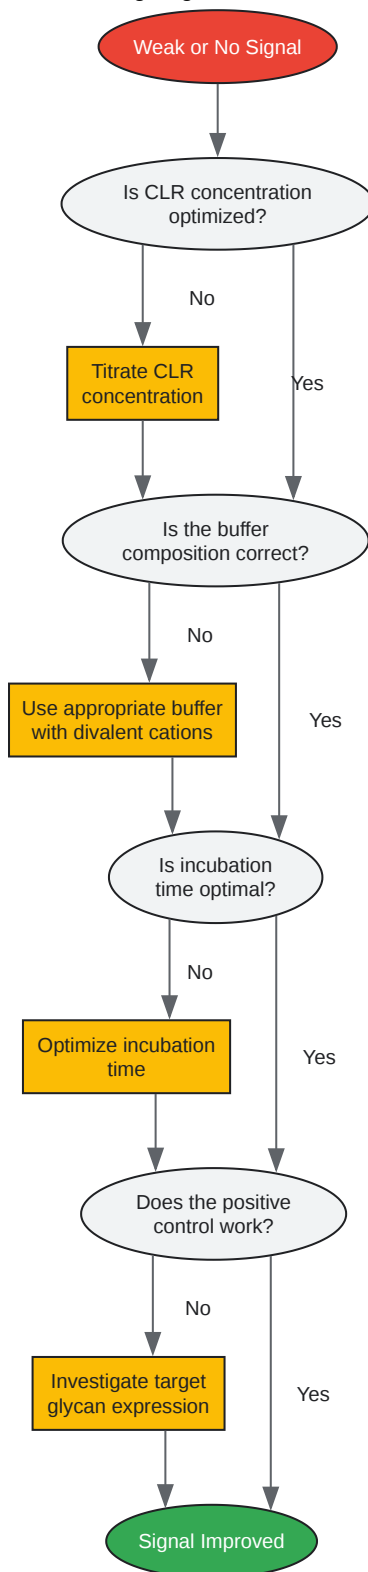 Weak or No Signal
Is CLR concentration
optimized?
No
Titrate CLR
concentration
Yes
Is the buffer
composition correct?
No
Use appropriate buffer
with divalent cations
Yes
Is incubation
time optimal?
No
Optimize incubation
time
Yes
Does the positive
control work?
No
Investigate target
glycan expression
Yes
Signal Improved